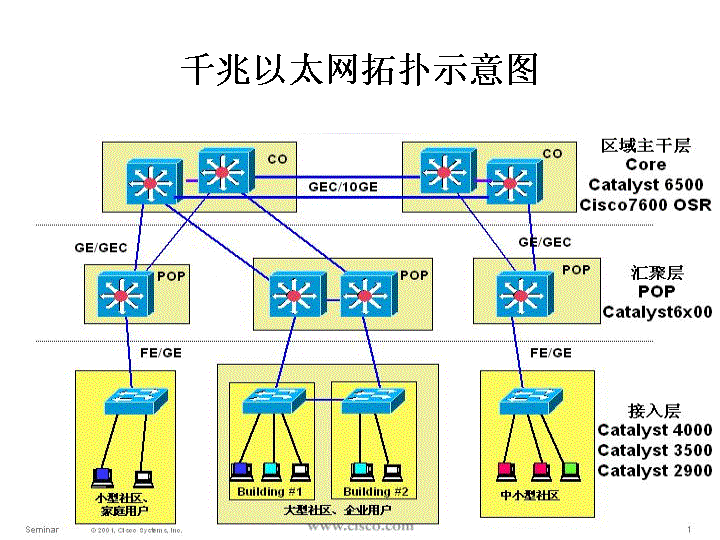 千兆以太网拓扑示意图
CO
CO
GEC/10GE
区域主干层
Core
Catalyst 6500
Cisco7600 OSR
GE/GEC
GE/GEC
POP
POP
POP
汇聚层
POP
Catalyst6x00
FE/GE
FE/GE
接入层
Catalyst 4000
Catalyst 3500
Catalyst 2900
Building #1
Building #2
小型社区、
家庭用户
大型社区、企业用户
中小型社区
Seminar
© 2001, Cisco Systems, Inc.
www.cisco.com
1